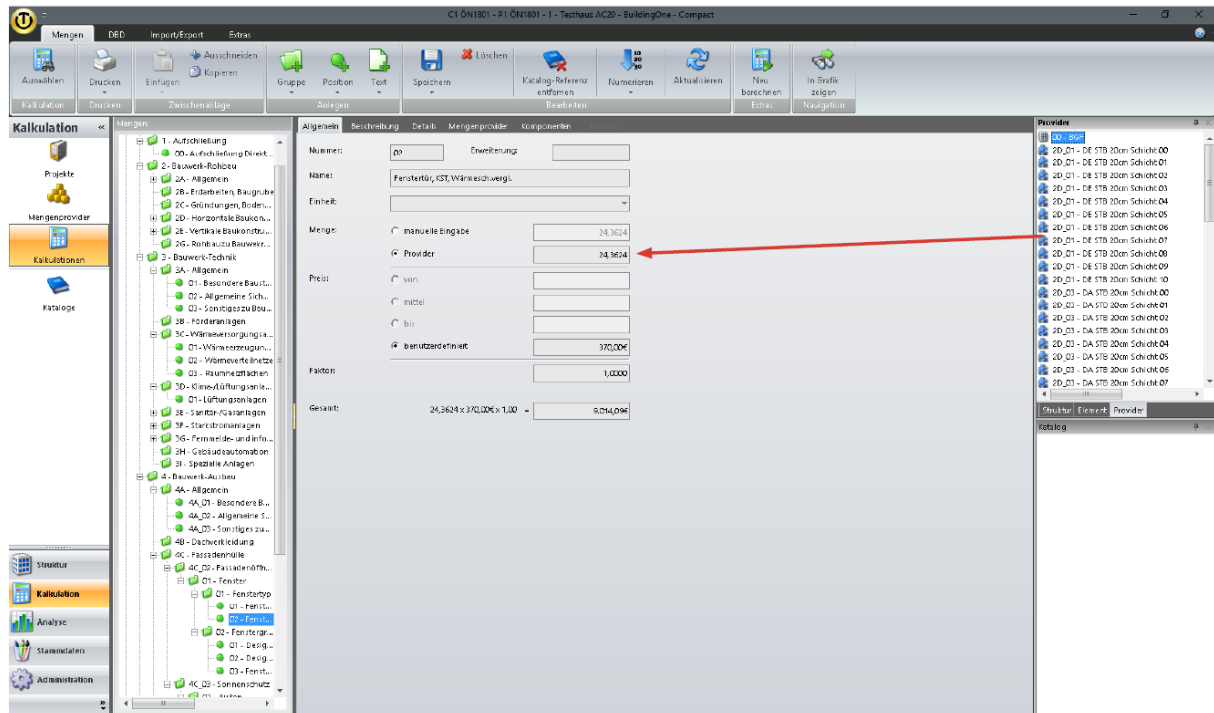 C1 ÖN1801 - P1 ÖN1801 - 1 - Testhaus AC20 - BuildingOne - Compact
Mengen DBD Import/Export Extras
Auswählen
Kalkulation
Drucken
Drucken
Einfügen
Ausschneiden
Kopieren
Zwischenablage
Gruppe Position Text
Anlegen
Speichern
Löschen
Katalog-Referenz
entfernen
Numerieren
Aktualisieren
Bearbeiten
Neu
berechnen
Extras
In Grafik
zeigen
Navigation
Kalkulation «
Projekte
Mengenprovider
Kalkulationen
Kataloge
Struktur
Kalkulation
Analyse
Stammdaten
Administration
Mengen:
1 - Aufschließung
00 - Aufschließung Direkt...
2 - Bauwerk-Rohbau
2A - Allgemein
2B - Erdarbeiten, Baugrube
2C - Gründungen, Boden...
2D - Horizontale Baukon...
2E - Vertikale Baukonstru...
2G - Rohbau zu Bauwekr...
3 - Bauwerk-Technik
3A - Allgemein
01 - Besondere Baust...
02 - Allgemeine Sich...
03 - Sonstiges zu Bau...
3B - Förderanlagen
3C - Wärmeversorgungsa...
01 - Wärmeerzeugun...
02 - Wärmeverteilnetze
03 - Raumheizflächen
3D - Klima-/Lüftungsanla...
01 - Lüftungsanlagen
3E - Sanitär-/Gasanlagen
3F - Starkstromanlagen
3G - Fernmelde- und info...
3H - Gebäudeautomation
3I - Spezielle Anlagen
4 - Bauwerk-Ausbau
4A - Allgemein
4A_01 - Besondere B...
4A_02 - Allgemeine S...
4A_03 - Sonstiges zu...
4B - Dachverkleidung
4C - Fassadenhülle
4C_02 - Fassadenöffn...
01 - Fenster
01 - Fenstertyp
01 - Fenst...
02 - Fenst...
02 - Fenstergr...
01 - Desig...
02 - Desig...
03 - Fenst...
4C_03 - Sonnenschutz
Allgemein Beschreibung Details Mengenprovider Komponenten
Nummer: 02 Erweiterung:
Name: Fenstertür, KST, Wärmesch.vergl.
Einheit:
Menge: manuelle Eingabe 24,3624
Provider 24,3624
Preis: von
mittel
bis
benutzerdefiniert 370,00€
Faktor: 1,0000
Gesamt: 24,3624 x 370,00€ x 1,00 = 9.014,09€
Provider
00 - BGF
2D_01 - DE STB 20cm Schicht 00
2D_01 - DE STB 20cm Schicht 01
2D_01 - DE STB 20cm Schicht 02
2D_01 - DE STB 20cm Schicht 03
2D_01 - DE STB 20cm Schicht 04
2D_01 - DE STB 20cm Schicht 05
2D_01 - DE STB 20cm Schicht 06
2D_01 - DE STB 20cm Schicht 07
2D_01 - DE STB 20cm Schicht 08
2D_01 - DE STB 20cm Schicht 09
2D_01 - DE STB 20cm Schicht 10
2D_03 - DA STB 20cm Schicht 00
2D_03 - DA STB 20cm Schicht 01
2D_03 - DA STB 20cm Schicht 02
2D_03 - DA STB 20cm Schicht 03
2D_03 - DA STB 20cm Schicht 04
2D_03 - DA STB 20cm Schicht 05
2D_03 - DA STB 20cm Schicht 06
2D_03 - DA STB 20cm Schicht 07
Struktur Element Provider
Katalog